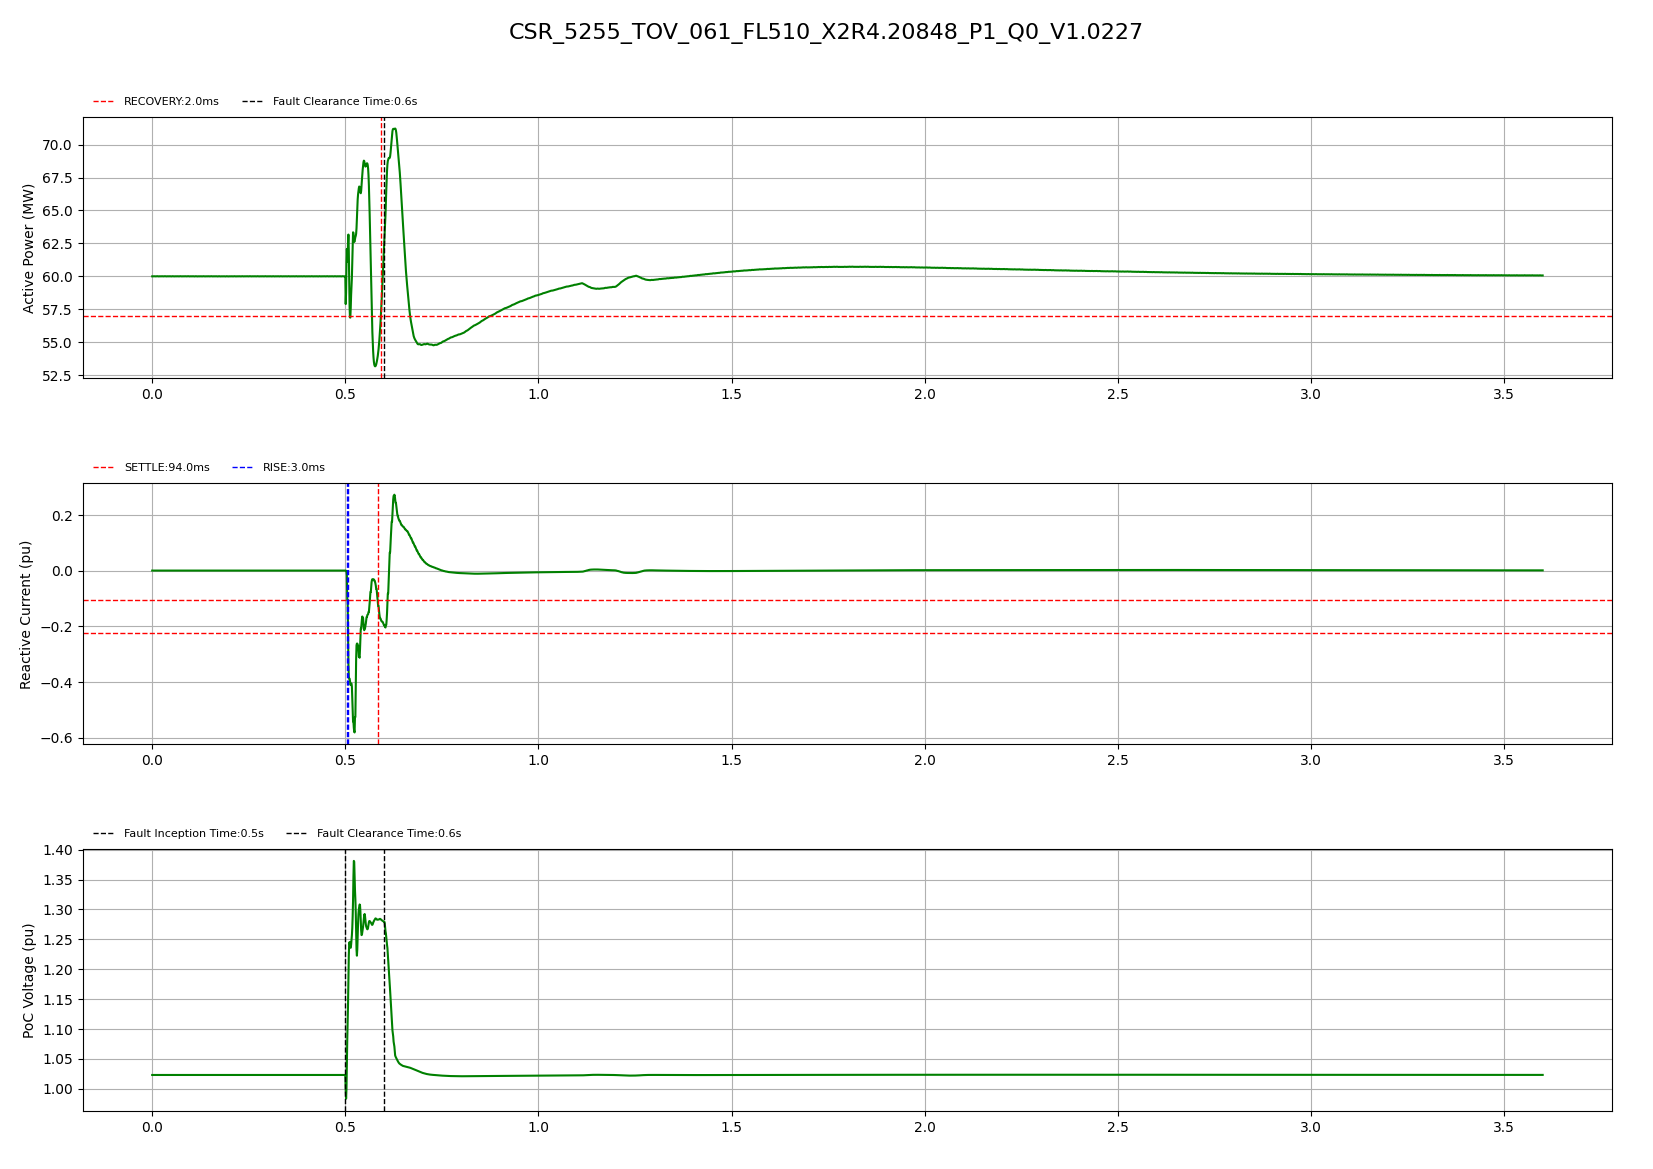 CSR_5255_TOV_061_FL510_X2R4.20848_P1_Q0_V1.0227
RECOVERY:2.0ms Fault Clearance Time:0.6s
Active Power (MW)
70.0
67.5
65.0
62.5
60.0
57.5
55.0
52.5
0.0 0.5 1.0 1.5 2.0 2.5 3.0 3.5
SETTLE:94.0ms RISE:3.0ms
Reactive Current (pu)
0.2
0.0
−0.2
−0.4
−0.6
0.0 0.5 1.0 1.5 2.0 2.5 3.0 3.5
Fault Inception Time:0.5s Fault Clearance Time:0.6s
PoC Voltage (pu)
1.40
1.35
1.30
1.25
1.20
1.15
1.10
1.05
1.00
0.0 0.5 1.0 1.5 2.0 2.5 3.0 3.5